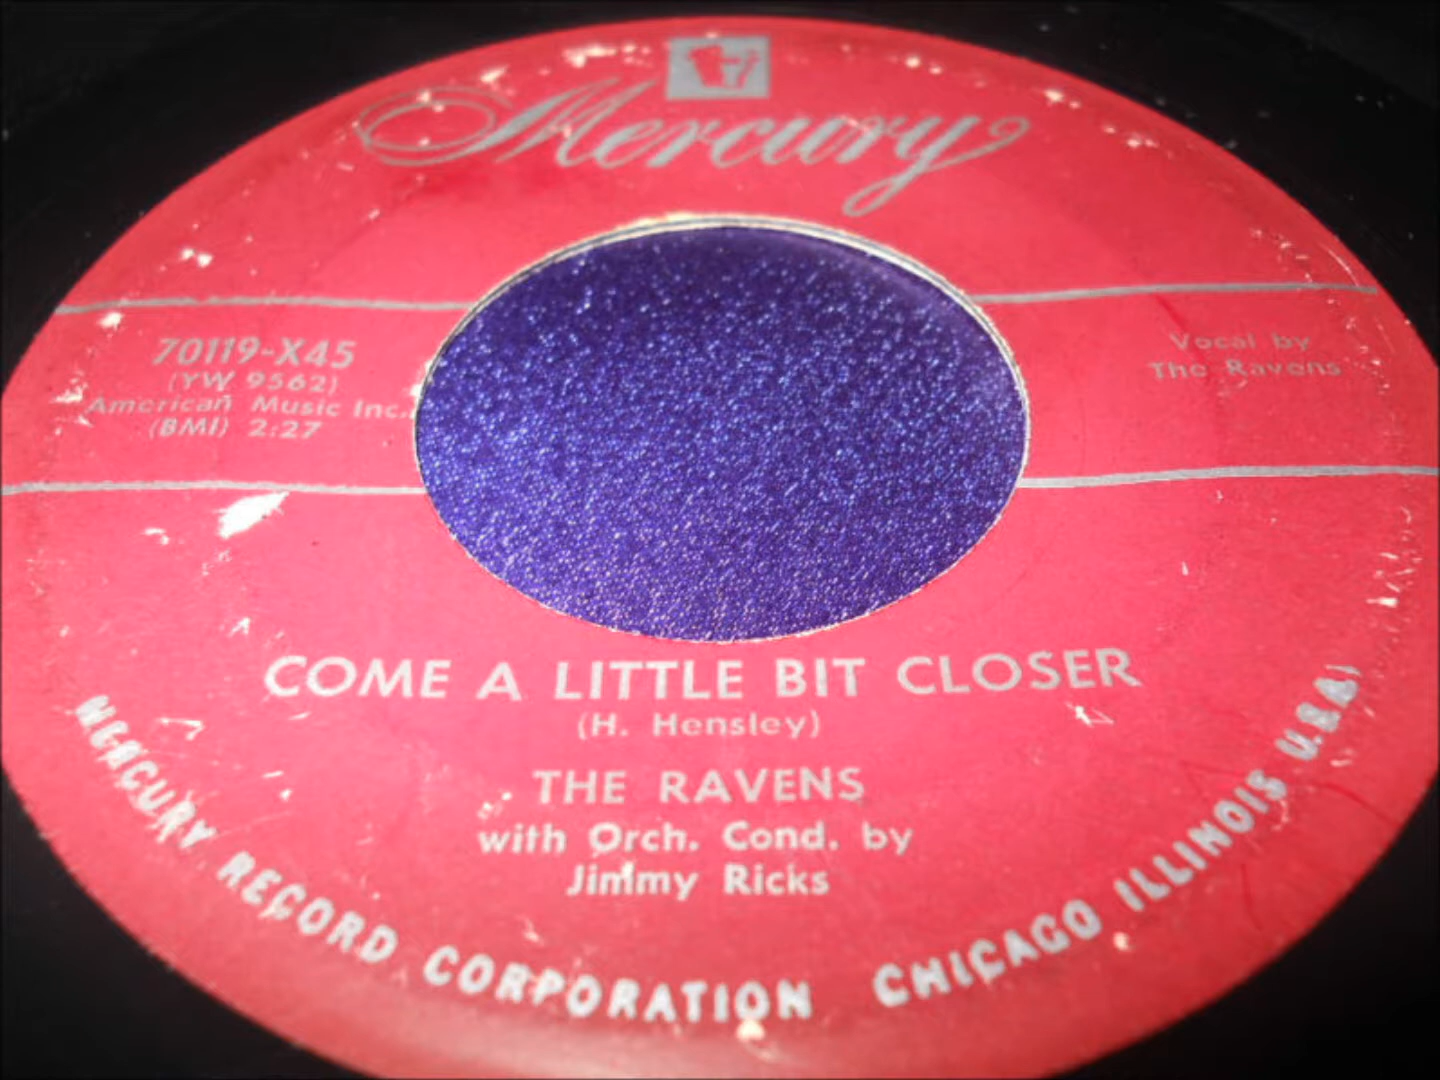 Mercury
70119-X45
(YW 9562)
American Music Inc.
(BMI) 2:27
Vocal by
The Ravens
COME A LITTLE BIT CLOSER
(H. Hensley)
THE RAVENS
with Orch. Cond. by
Jimmy Ricks
MERCURY RECORD CORPORATION CHICAGO ILLINOIS U.S.A.